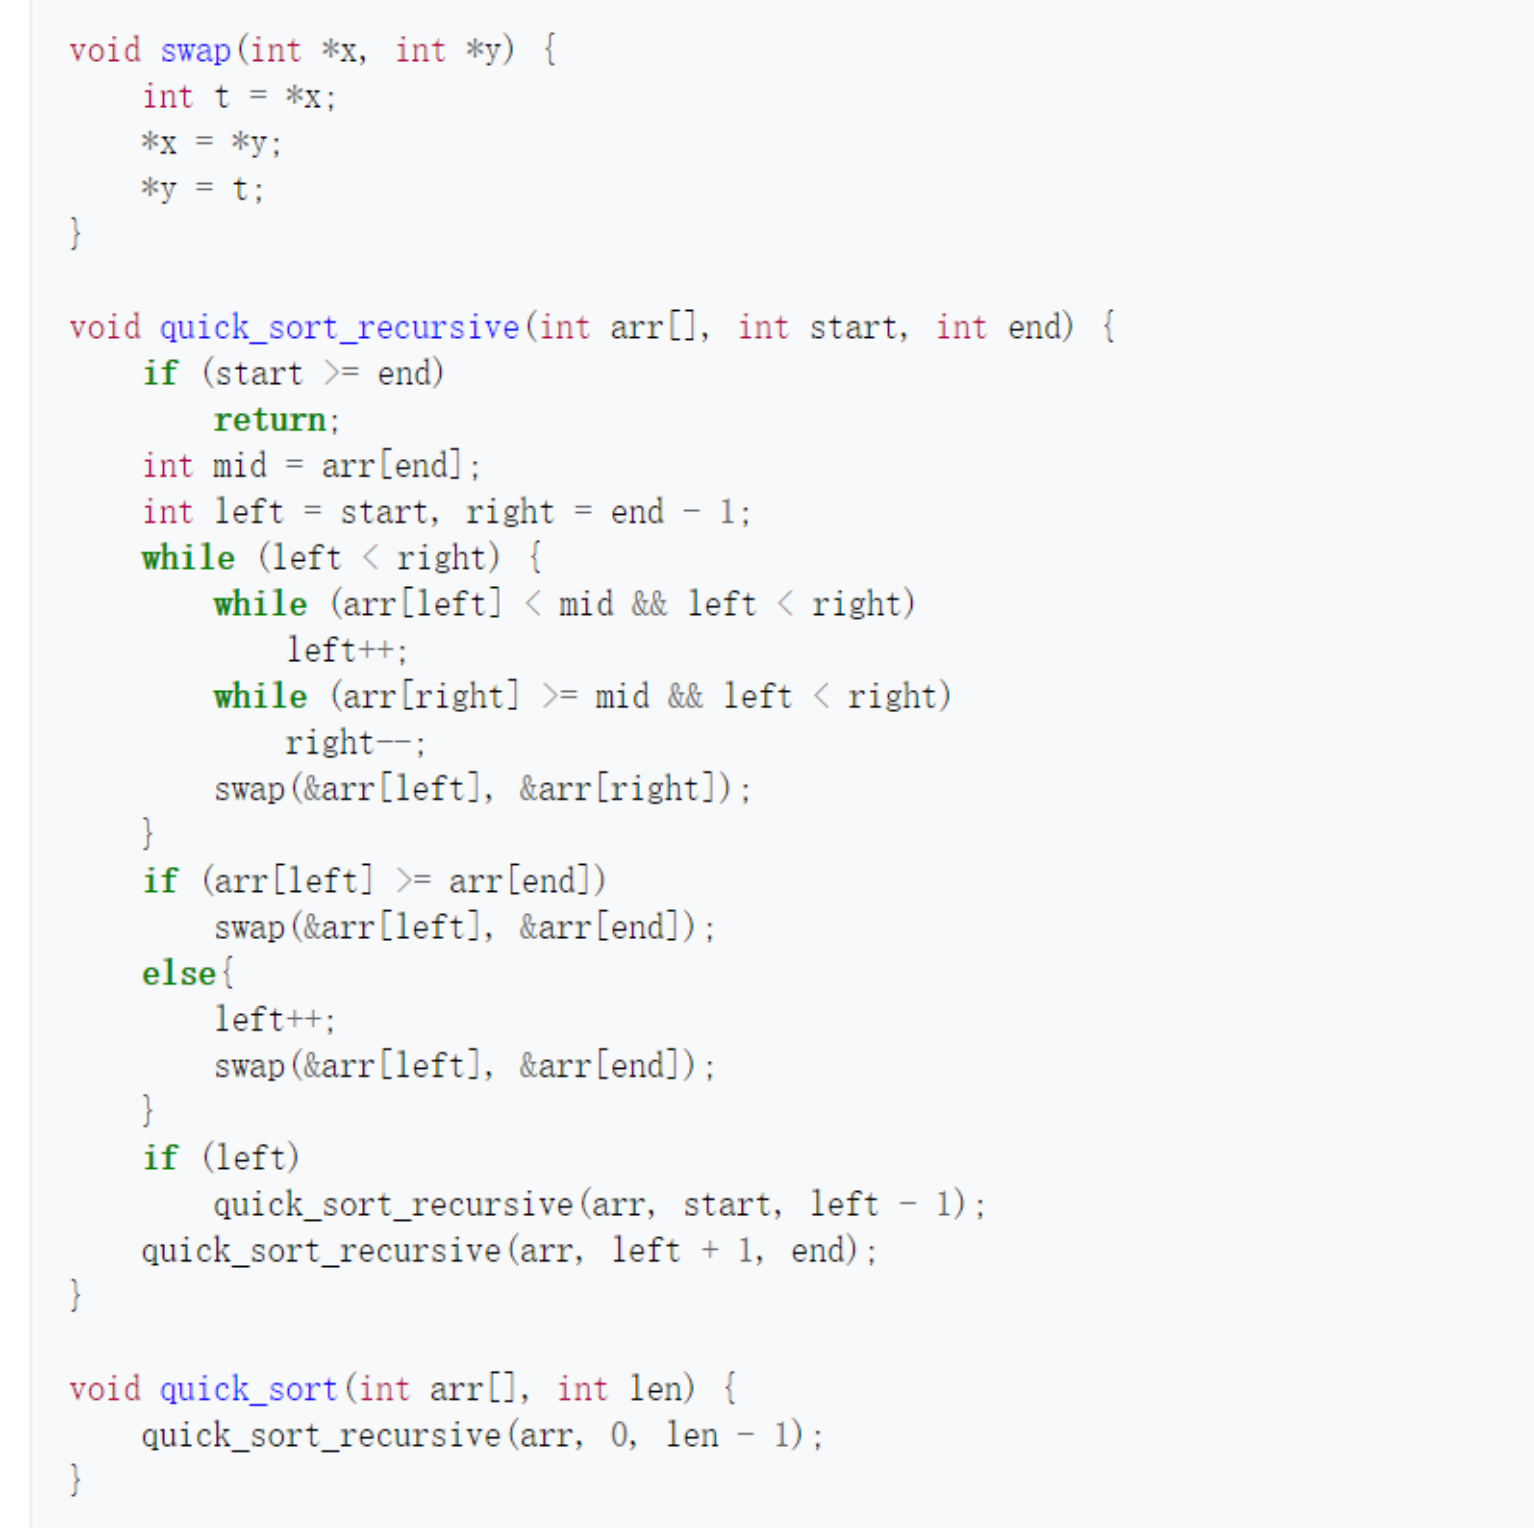 void swap(int *x, int *y) {
    int t = *x;
    *x = *y;
    *y = t;
}

void quick_sort_recursive(int arr[], int start, int end) {
    if (start >= end)
        return;
    int mid = arr[end];
    int left = start, right = end - 1;
    while (left < right) {
        while (arr[left] < mid && left < right)
            left++;
        while (arr[right] >= mid && left < right)
            right--;
        swap(&arr[left], &arr[right]);
    }
    if (arr[left] >= arr[end])
        swap(&arr[left], &arr[end]);
    else{
        left++;
        swap(&arr[left], &arr[end]);
    }
    if (left)
        quick_sort_recursive(arr, start, left - 1);
    quick_sort_recursive(arr, left + 1, end);
}

void quick_sort(int arr[], int len) {
    quick_sort_recursive(arr, 0, len - 1);
}